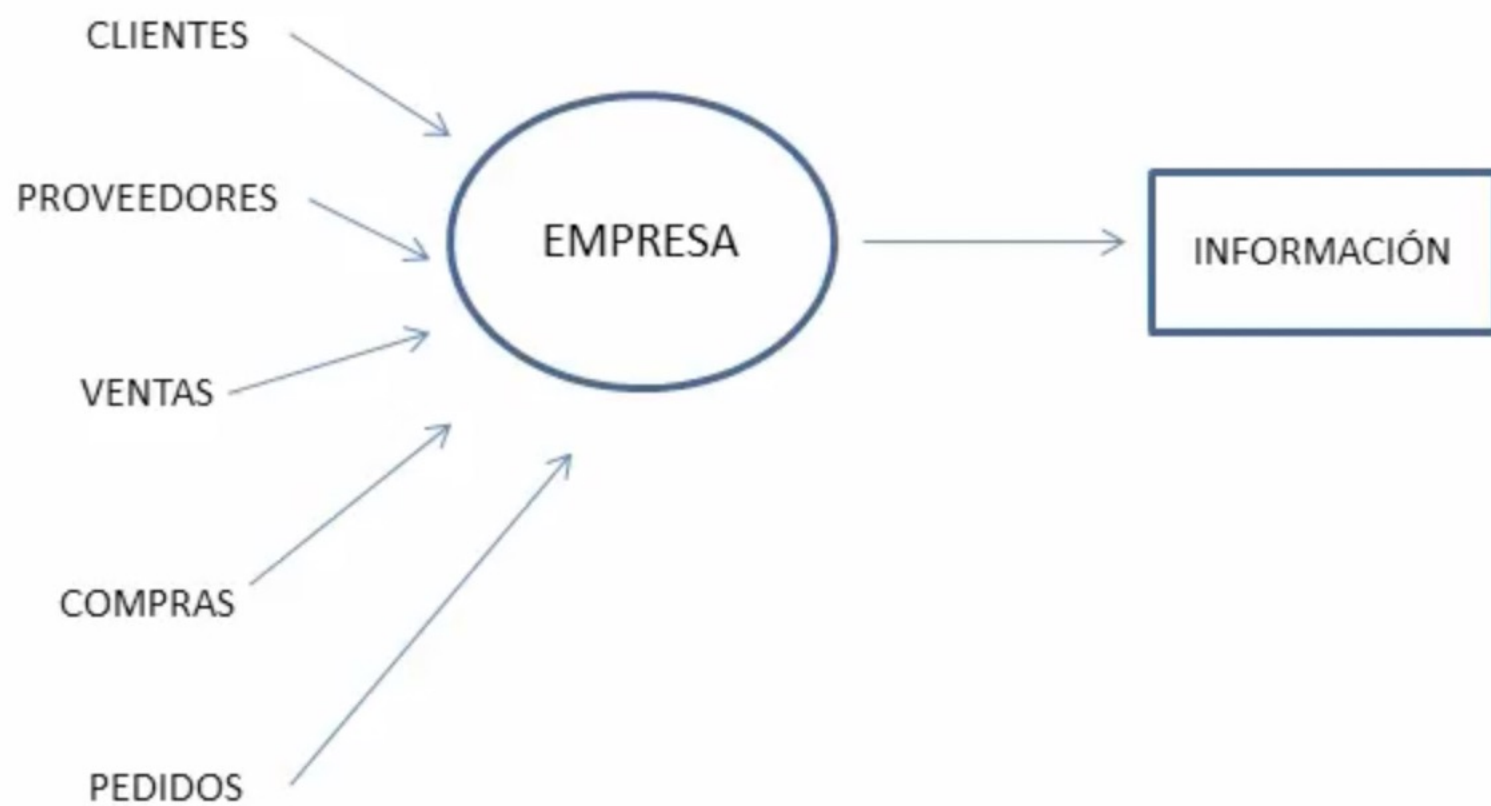 CLIENTES
PROVEEDORES
EMPRESA
INFORMACIÓN
VENTAS
COMPRAS
PEDIDOS